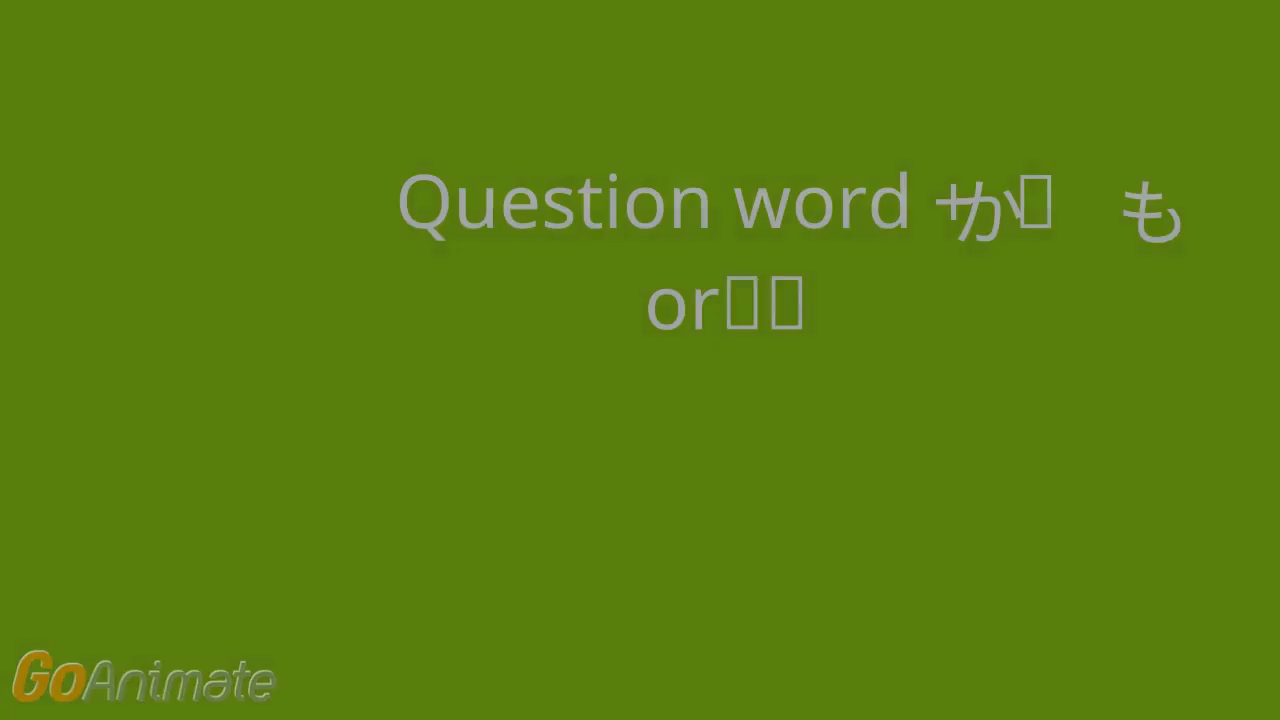 Question word +か▯ も
or▯▯
GoAnimate